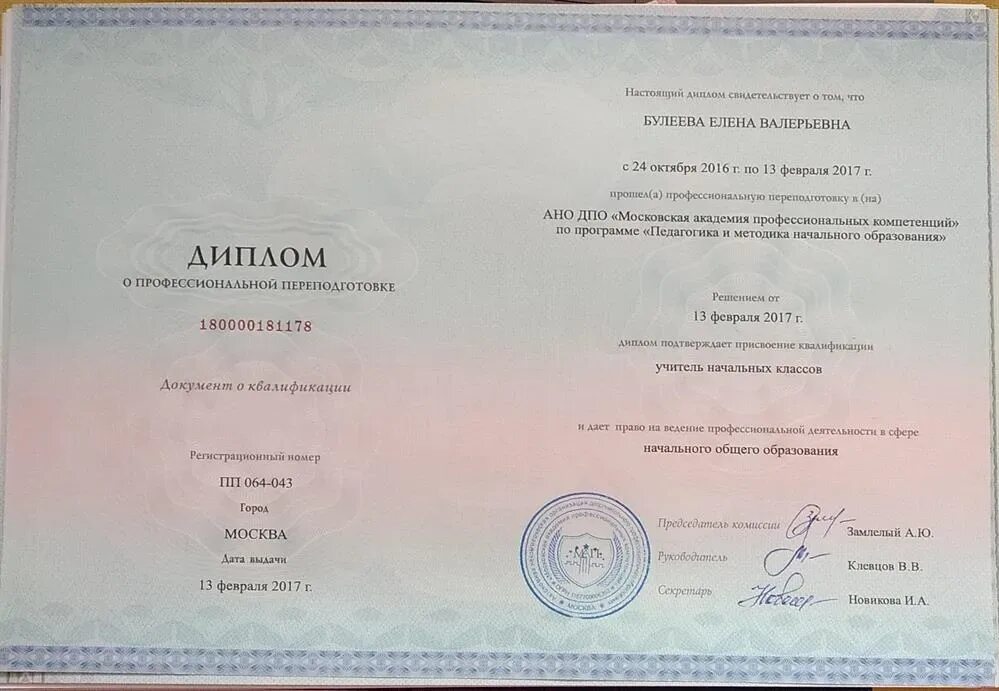 ДИПЛОМ
О ПРОФЕССИОНАЛЬНОЙ ПЕРЕПОДГОТОВКЕ
180000181178
Документ о квалификации
Регистрационный номер
ПП 064-043
Город
МОСКВА
Дата выдачи
13 февраля 2017 г.
Настоящий диплом свидетельствует о том, что
БУЛЕЕВА ЕЛЕНА ВАЛЕРЬЕВНА
с 24 октября 2016 г. по 13 февраля 2017 г.
прошел(а) профессиональную переподготовку в (на)
АНО ДПО «Московская академия профессиональных компетенций»
по программе «Педагогика и методика начального образования»
Решением от
13 февраля 2017 г.
диплом подтверждает присвоение квалификации
учитель начальных классов
и дает право на ведение профессиональной деятельности в сфере
начального общего образования
Председатель комиссии Замлелый А.Ю.
Руководитель Клевцов В.В.
Секретарь Новикова И.А.
МАПК
МОСКВА